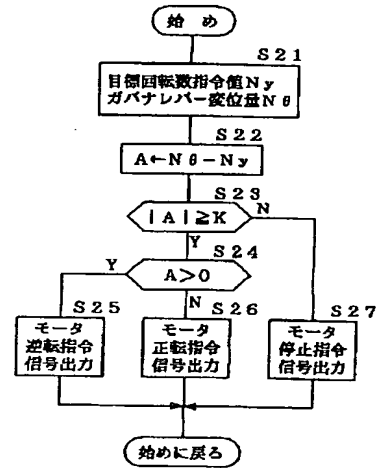 始め
S21
目標回転数指令値Ny
ガバナレバー変位量Nθ
S22
A←Nθ−Ny
S23
|A|≧K
N
Y
S24
A>0
Y
N
S25
モータ
逆転指令
信号出力
S26
モータ
正転指令
信号出力
S27
モータ
停止指令
信号出力
始めに戻ろ